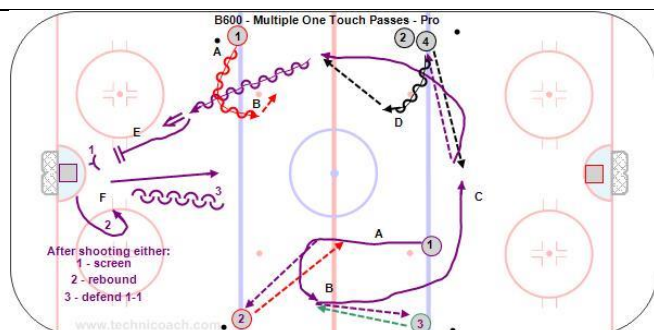 B600 - Multiple One Touch Passes - Pro
1
2
4
A
B
D
E
1
3
F
2
C
A
1
B
After shooting either:
1 - screen
2 - rebound
3 - defend 1-1
2
3
www.technicoach.com